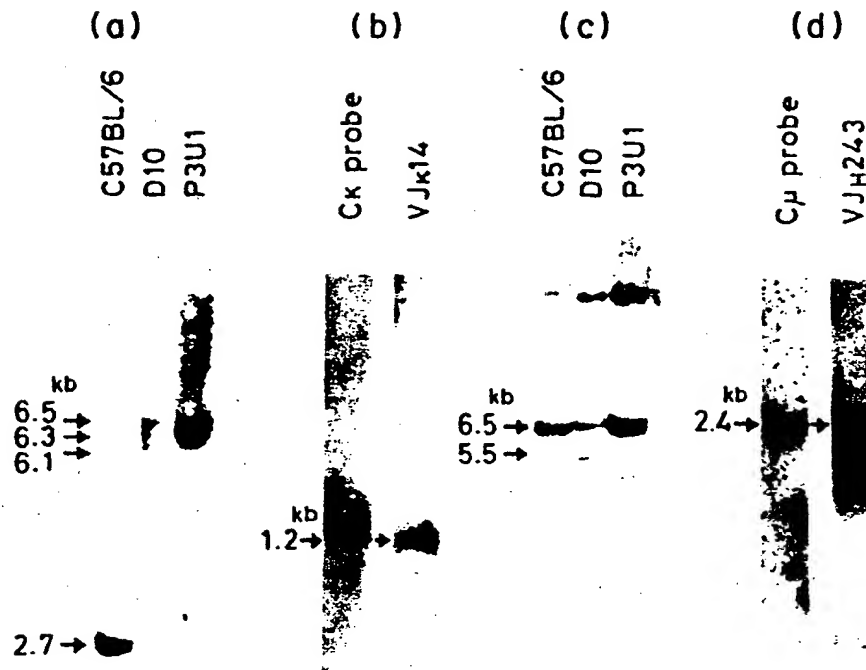 (a) (b) (c) (d)
C57BL/6
D10
P3U1
Cκ probe
VJκ14
C57BL/6
D10
P3U1
Cμ probe
VJH243
kb
6.5→
6.3→
6.1→
2.7→
kb
1.2→ →
kb
6.5→
5.5→
kb
2.4→ →